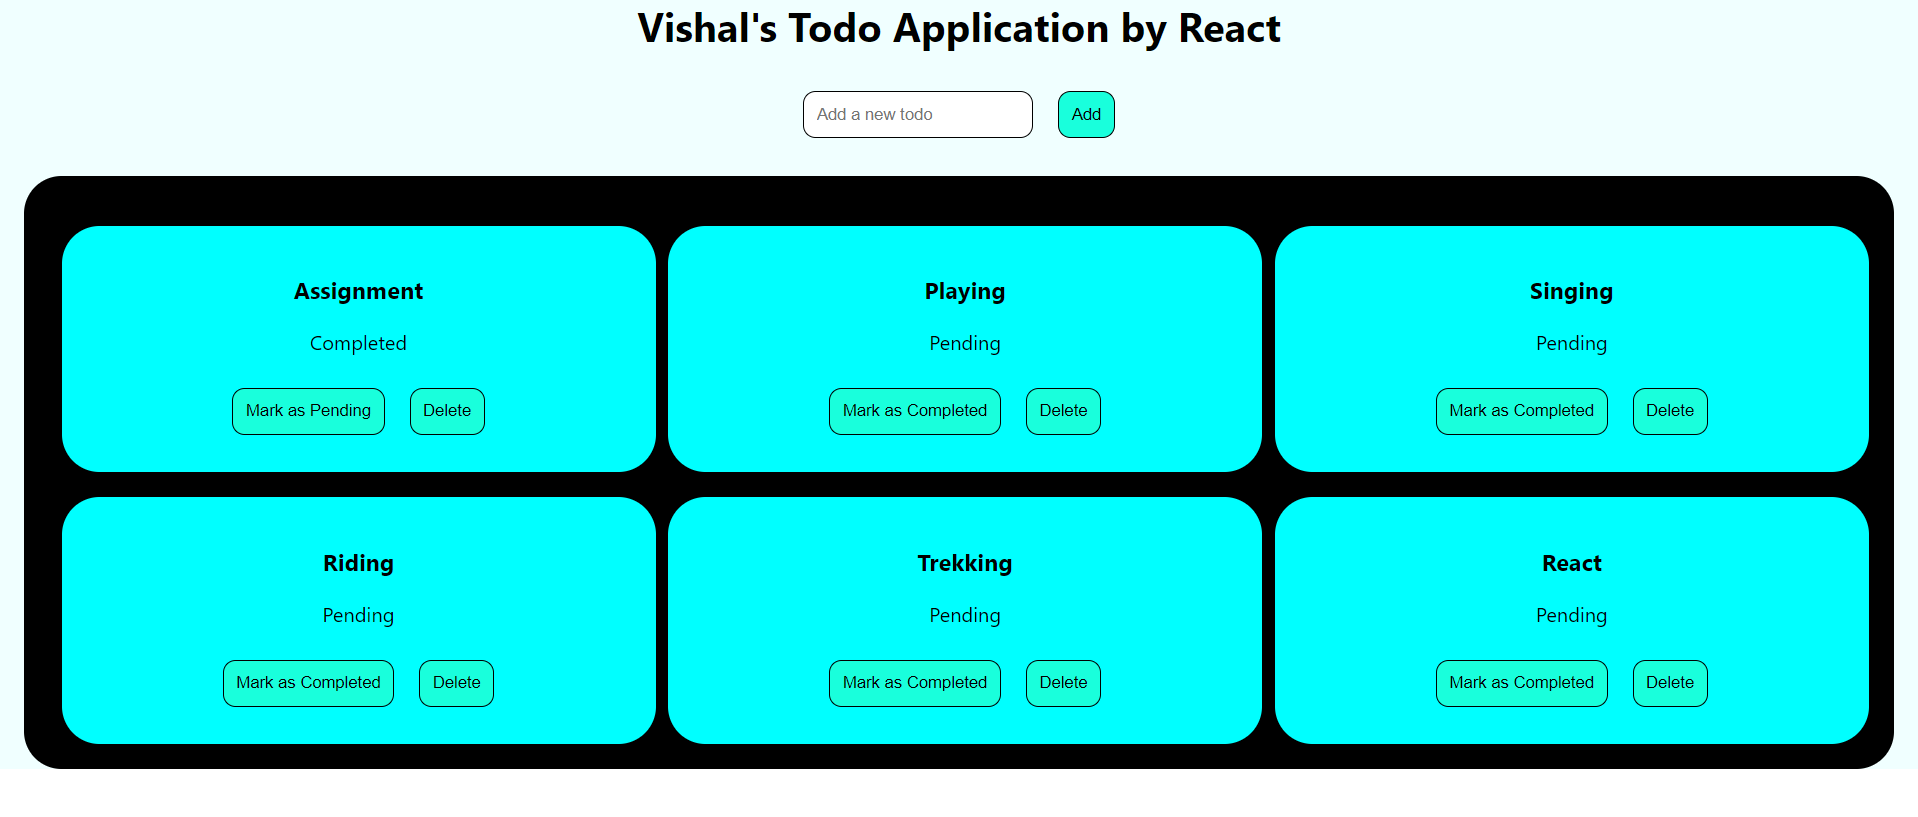 Vishal's Todo Application by React
Add a new todo
Add
Assignment
Completed
Mark as Pending
Delete
Playing
Pending
Mark as Completed
Delete
Singing
Pending
Mark as Completed
Delete
Riding
Pending
Mark as Completed
Delete
Trekking
Pending
Mark as Completed
Delete
React
Pending
Mark as Completed
Delete